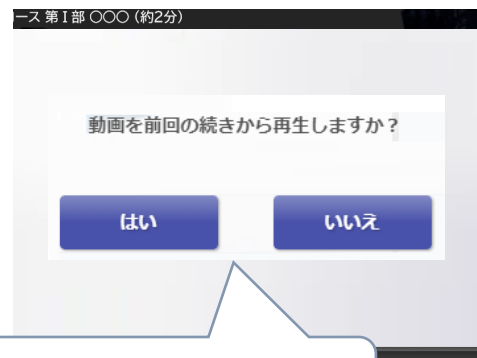 ース 第Ⅰ部 ○○○ (約2分)
動画を前回の続きから再生しますか？
はい
いいえ